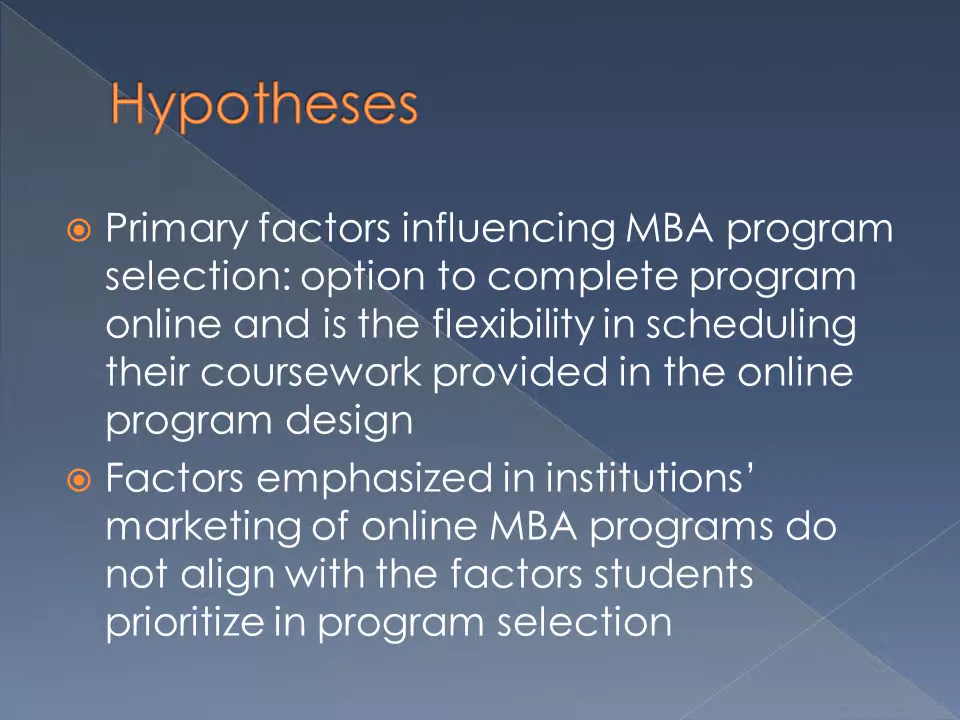 Hypotheses
Primary factors influencing MBA program
selection: option to complete program
online and is the flexibility in scheduling
their coursework provided in the online
program design
Factors emphasized in institutions’
marketing of online MBA programs do
not align with the factors students
prioritize in program selection